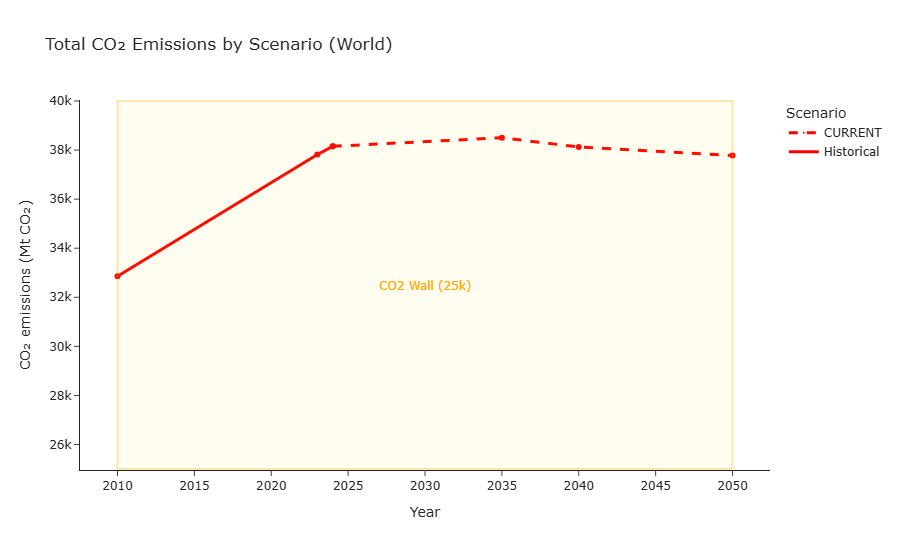 Total CO₂ Emissions by Scenario (World)
40k
38k
36k
34k
32k
30k
28k
26k
CO₂ emissions (Mt CO₂)
CO2 Wall (25k)
2010
2015
2020
2025
2030
2035
2040
2045
2050
Year
Scenario
CURRENT
Historical